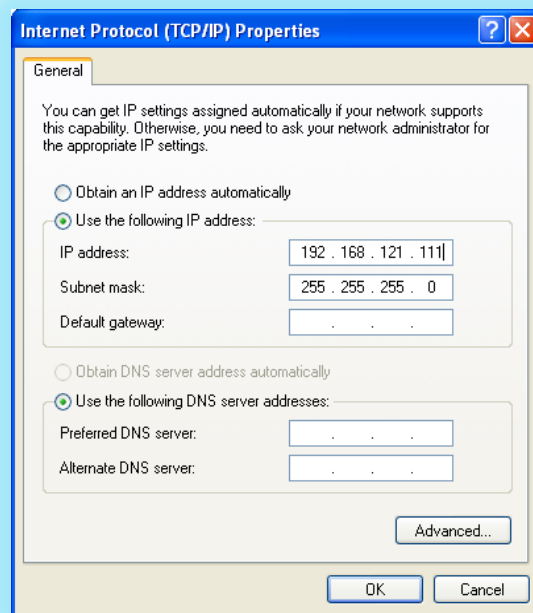 Internet Protocol (TCP/IP) Properties
General
You can get IP settings assigned automatically if your network supports
this capability. Otherwise, you need to ask your network administrator for
the appropriate IP settings.
Obtain an IP address automatically
Use the following IP address:
IP address: 192 . 168 . 121 . 111
Subnet mask: 255 . 255 . 255 . 0
Default gateway: . . .
Obtain DNS server address automatically
Use the following DNS server addresses:
Preferred DNS server: . . .
Alternate DNS server: . . .
Advanced...
OK Cancel